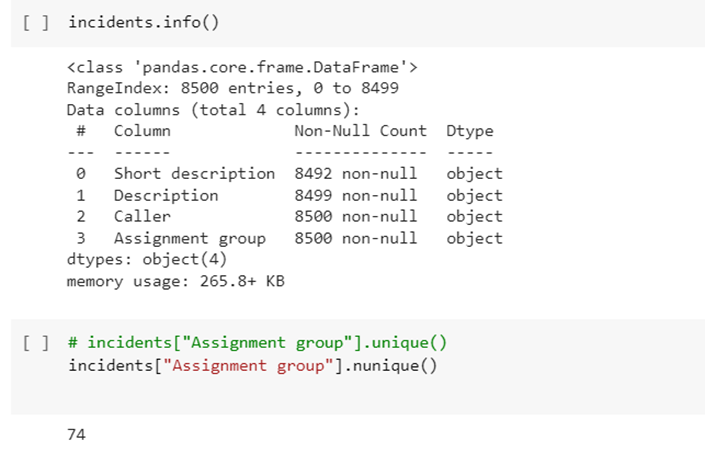 [ ] incidents.info()
<class 'pandas.core.frame.DataFrame'>
RangeIndex: 8500 entries, 0 to 8499
Data columns (total 4 columns):
 #   Column             Non-Null Count  Dtype
---  ------             --------------  -----
 0   Short description  8492 non-null   object
 1   Description        8499 non-null   object
 2   Caller             8500 non-null   object
 3   Assignment group   8500 non-null   object
dtypes: object(4)
memory usage: 265.8+ KB
[ ] # incidents["Assignment group"].unique()
incidents["Assignment group"].nunique()
74